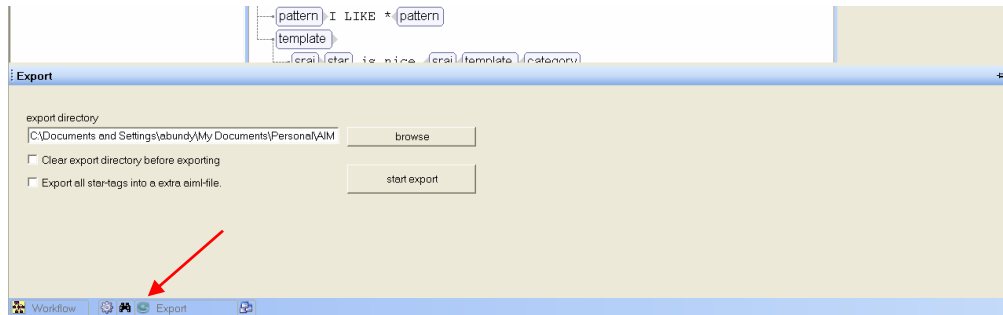 pattern I LIKE * pattern
template
srai star is nice srai template category
Export
export directory
C:\Documents and Settings\abundy\My Documents\Personal\AIM
browse
Clear export directory before exporting
Export all star-tags into a extra aiml-file.
start export
Workflow Export